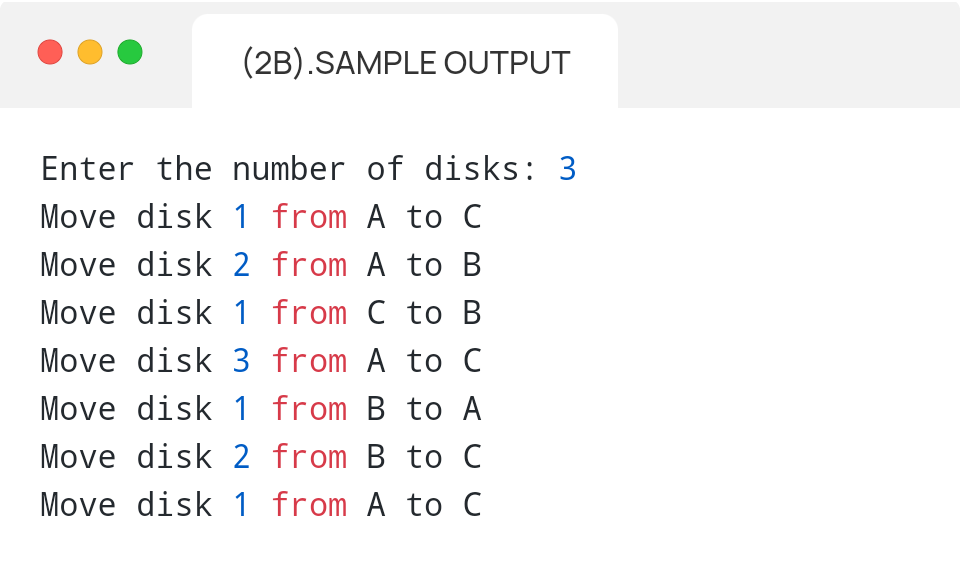 (2B).SAMPLE OUTPUT
Enter the number of disks: 3
Move disk 1 from A to C
Move disk 2 from A to B
Move disk 1 from C to B
Move disk 3 from A to C
Move disk 1 from B to A
Move disk 2 from B to C
Move disk 1 from A to C